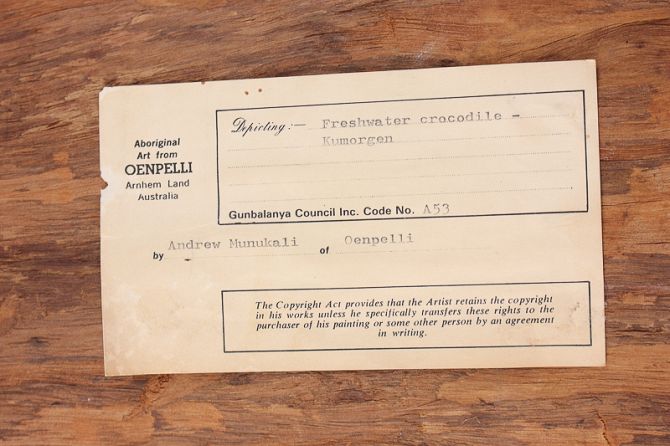 Aboriginal
Art from
OENPELLI
Arnhem Land
Australia
Depicting :— Freshwater crocodile -
Kumorgen
Gunbalanya Council Inc. Code No. A53
by Andrew Munukali of Oenpelli
The Copyright Act provides that the Artist retains the copyright
in his works unless he specifically transfers these rights to the
purchaser of his painting or some other person by an agreement
in writing.